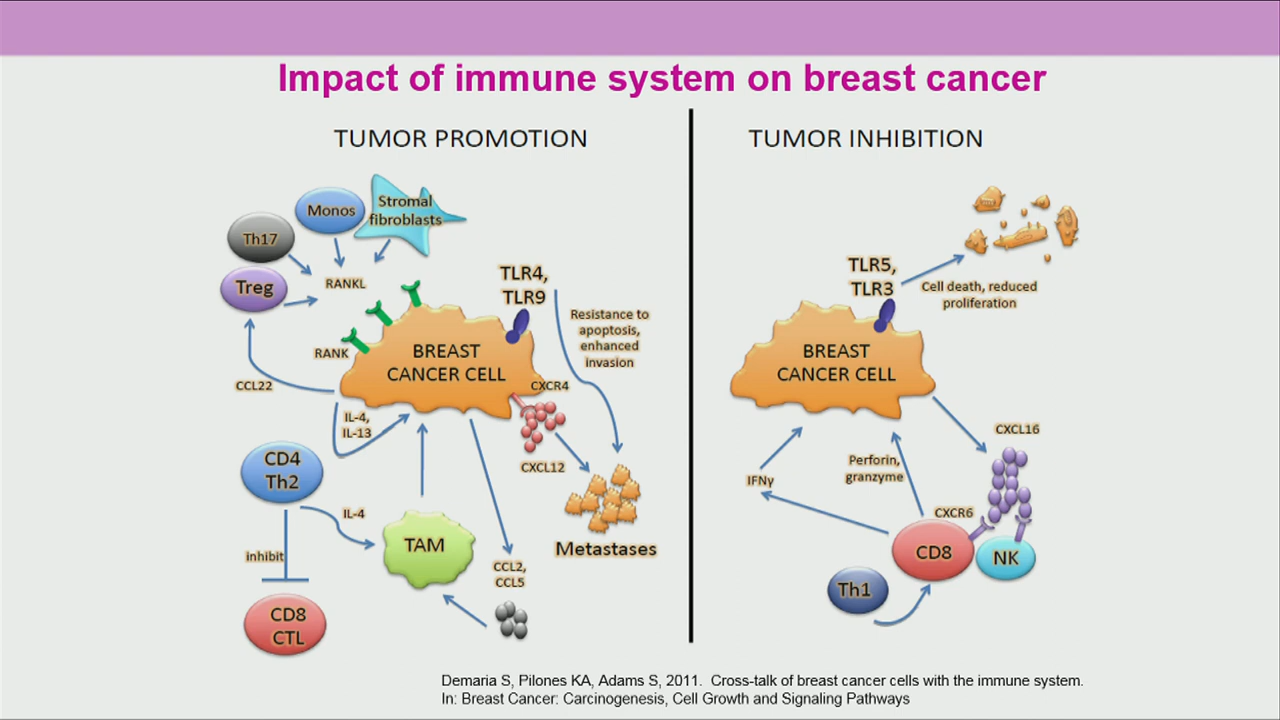 Impact of immune system on breast cancer
TUMOR PROMOTION
Monos
Stromal
fibroblasts
Th17
Treg
RANKL
TLR4,
TLR9
Resistance to
apoptosis,
enhanced
invasion
RANK
BREAST
CANCER CELL
CCL22
CXCR4
IL-4,
IL-13
CXCL12
CD4
Th2
IL-4
inhibit
TAM
Metastases
CCL2,
CCL5
CD8
CTL
TUMOR INHIBITION
TLR5,
TLR3
Cell death, reduced
proliferation
BREAST
CANCER CELL
CXCL16
Perforin,
granzyme
IFNγ
CXCR6
CD8
NK
Th1
Demaria S, Pilones KA, Adams S, 2011. Cross-talk of breast cancer cells with the immune system.
In: Breast Cancer: Carcinogenesis, Cell Growth and Signaling Pathways